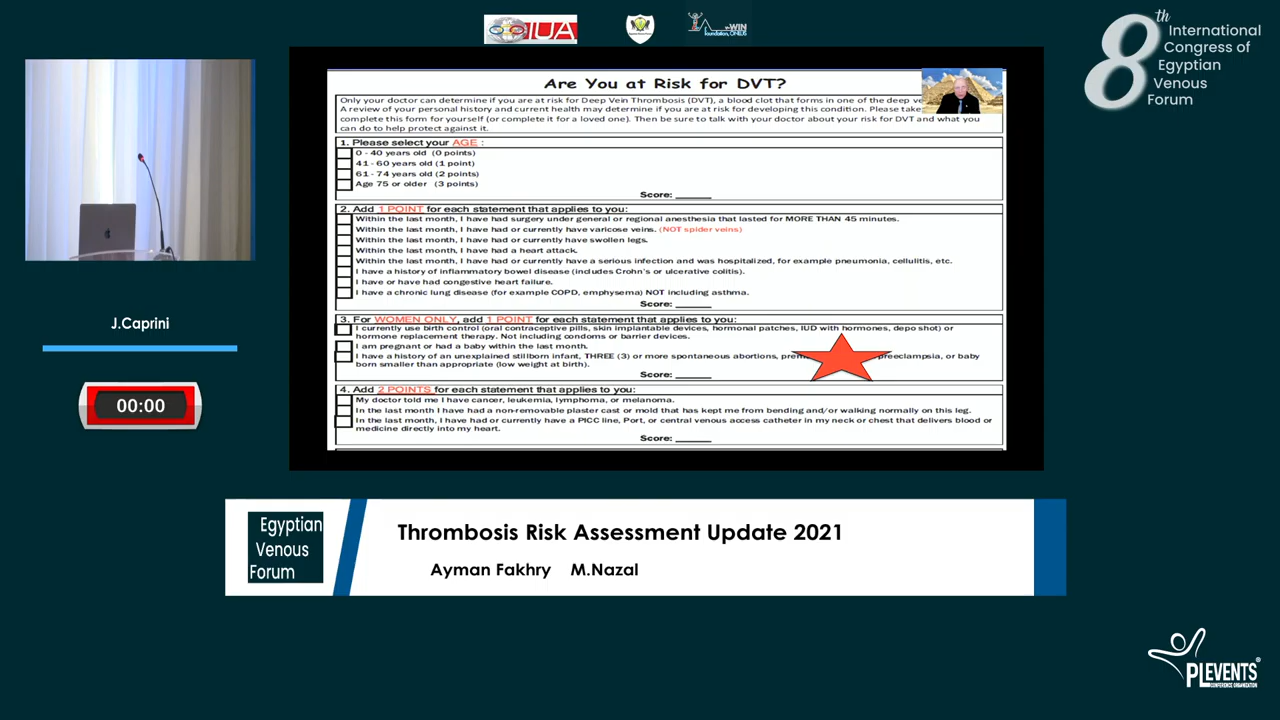 IUA
WIN
foundation, ONLUS
8th
International
Congress of
Egyptian
Venous
Forum
Are You at Risk for DVT?
Only your doctor can determine if you are at risk for Deep Vein Thrombosis (DVT), a blood clot that forms in one of the deep
A review of your personal history and current health may determine if you are at risk for developing this condition. Please take
complete this form for yourself (or complete it for a loved one). Then be sure to talk with your doctor about your risk for DVT and what you
can do to help protect against it.
1. Please select your AGE :
0 - 40 years old (0 points)
41 - 60 years old (1 point)
61 - 74 years old (2 points)
Age 75 or older (3 points)
Score: ______
2. Add 1 POINT for each statement that applies to you:
Within the last month, I have had surgery under general or regional anesthesia that lasted for MORE THAN 45 minutes.
Within the last month, I have had or currently have varicose veins. (NOT spider veins)
Within the last month, I have had or currently have swollen legs.
Within the last month, I have had a heart attack.
Within the last month, I have had or currently have a serious infection and was hospitalized, for example pneumonia, cellulitis, etc.
I have a history of inflammatory bowel disease (includes Crohn's or ulcerative colitis).
I have or have had congestive heart failure.
I have a chronic lung disease (for example COPD, emphysema) NOT including asthma.
Score: ______
3. For WOMEN ONLY, add 1 POINT for each statement that applies to you:
I currently use birth control (oral contraceptive pills, skin implantable devices, hormonal patches, IUD with hormones, depo shot) or
hormone replacement therapy. Not including condoms or barrier devices.
I am pregnant or had a baby within the last month.
I have a history of an unexplained stillborn infant, THREE (3) or more spontaneous abortions, preeclampsia, or baby
born smaller than appropriate (low weight at birth).
Score: ______
4. Add 2 POINTS for each statement that applies to you:
My doctor told me I have cancer, leukemia, lymphoma, or melanoma.
In the last month I have had a non-removable plaster cast or mold that has kept me from bending and/or walking normally on this leg.
In the last month, I have had or currently have a PICC line, Port, or central venous access catheter in my neck or chest that delivers blood or
medicine directly into my heart.
Score: ______
J.Caprini
00:00
Egyptian
Venous
Forum
Thrombosis Risk Assessment Update 2021
Ayman Fakhry M.Nazal
PLEVENTS
CONFERENCE ORGANIZATION